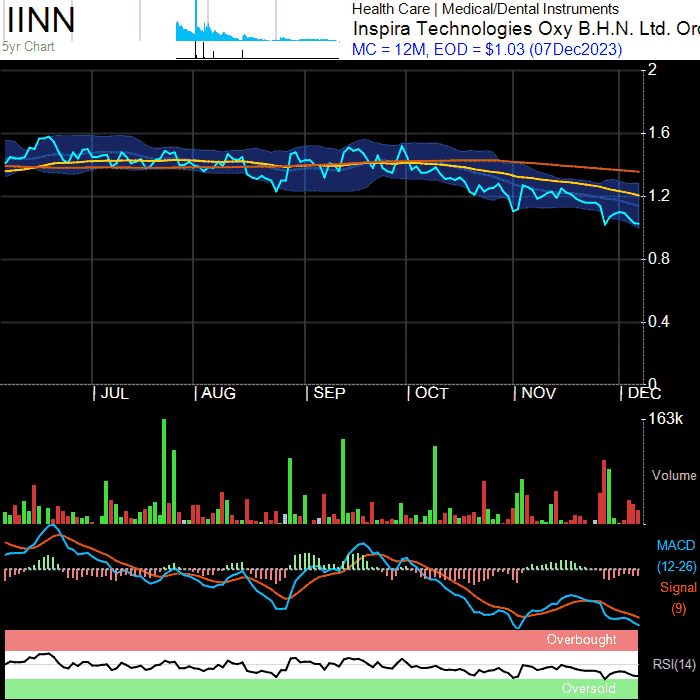 IINN
5yr Chart
Health Care | Medical/Dental Instruments
Inspira Technologies Oxy B.H.N. Ltd. Ord
MC = 12M, EOD = $1.03 (07Dec2023)
2
1.6
1.2
0.8
0.4
0
| JUL | AUG | SEP | OCT | NOV | DEC
163k
Volume
MACD
(12-26)
Signal
(9)
Overbought
RSI(14)
Oversold